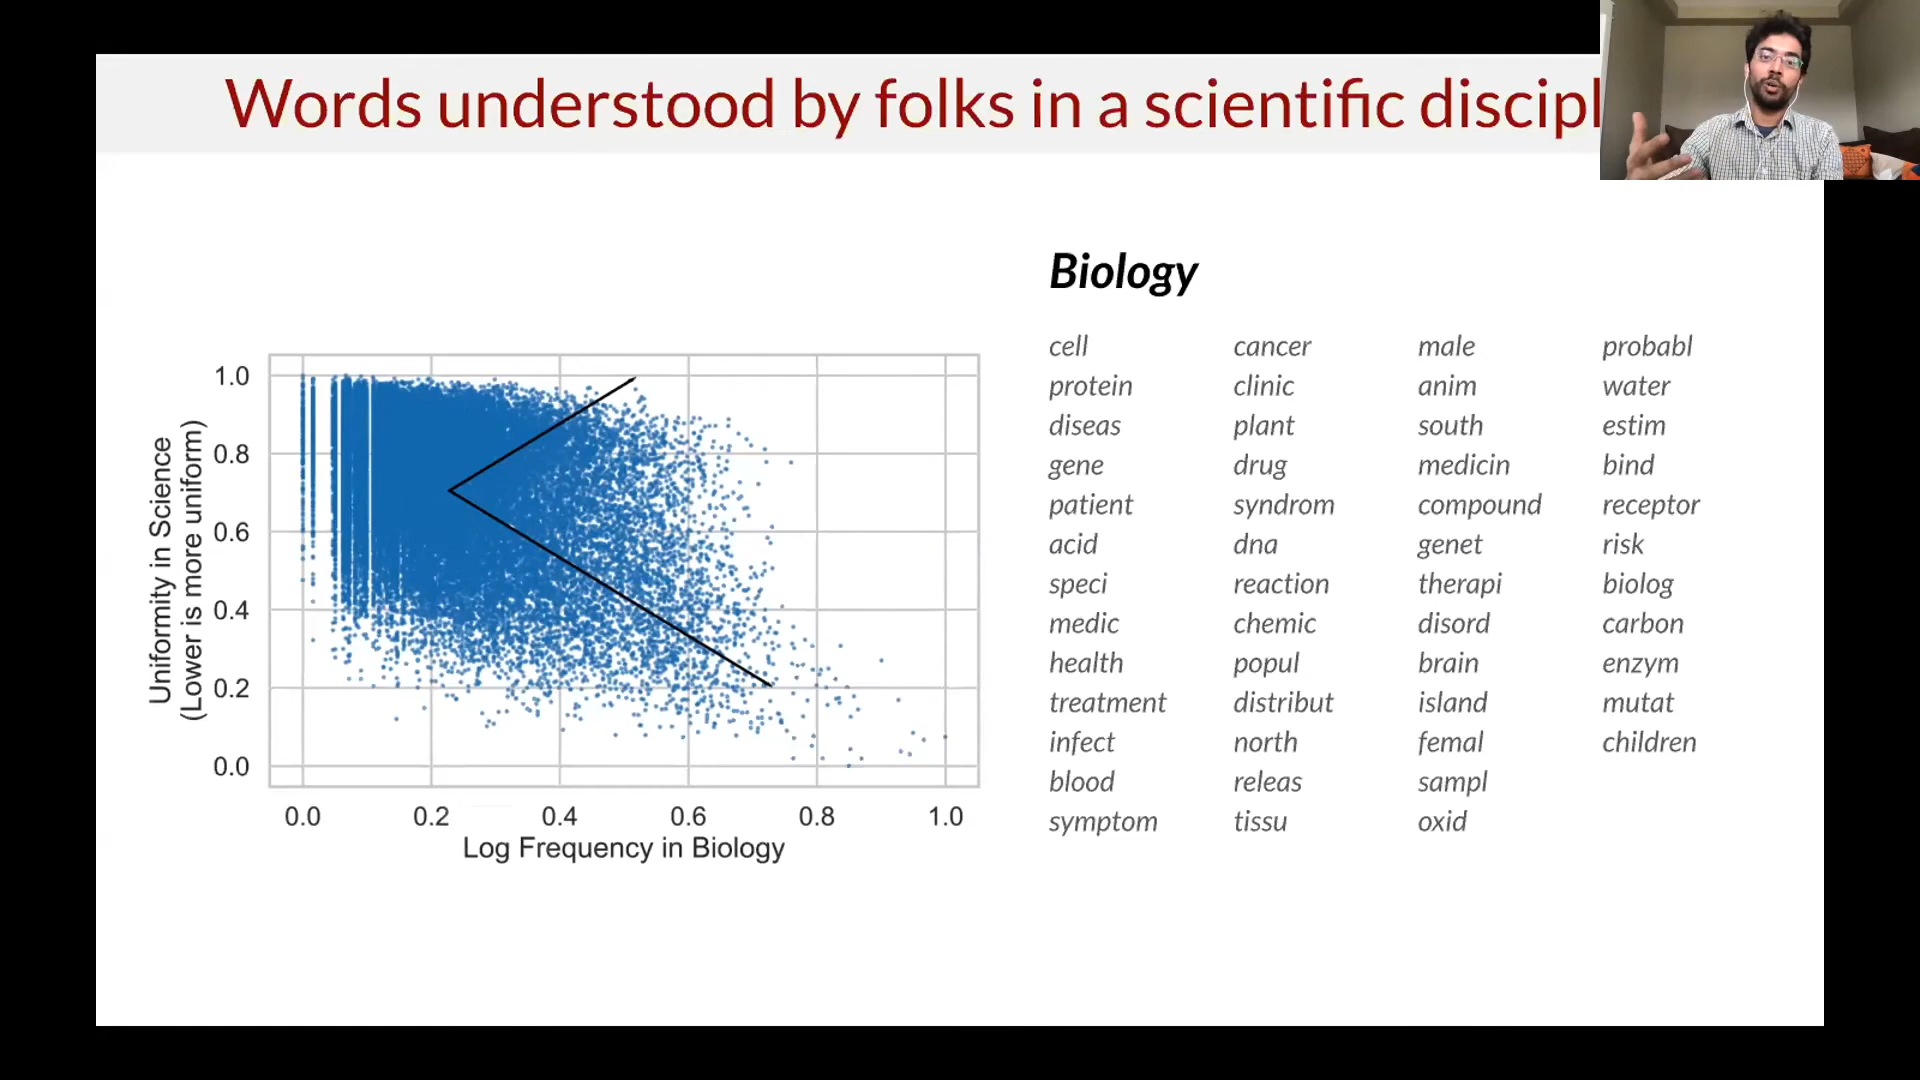 Words understood by folks in a scientific discipl
Biology
cell cancer male probabl
protein clinic anim water
diseas plant south estim
gene drug medicin bind
patient syndrom compound receptor
acid dna genet risk
speci reaction therapi biolog
medic chemic disord carbon
health popul brain enzym
treatment distribut island mutat
infect north femal children
blood releas sampl
symptom tissu oxid
Uniformity in Science
(Lower is more uniform)
1.0
0.8
0.6
0.4
0.2
0.0
0.0 0.2 0.4 0.6 0.8 1.0
Log Frequency in Biology